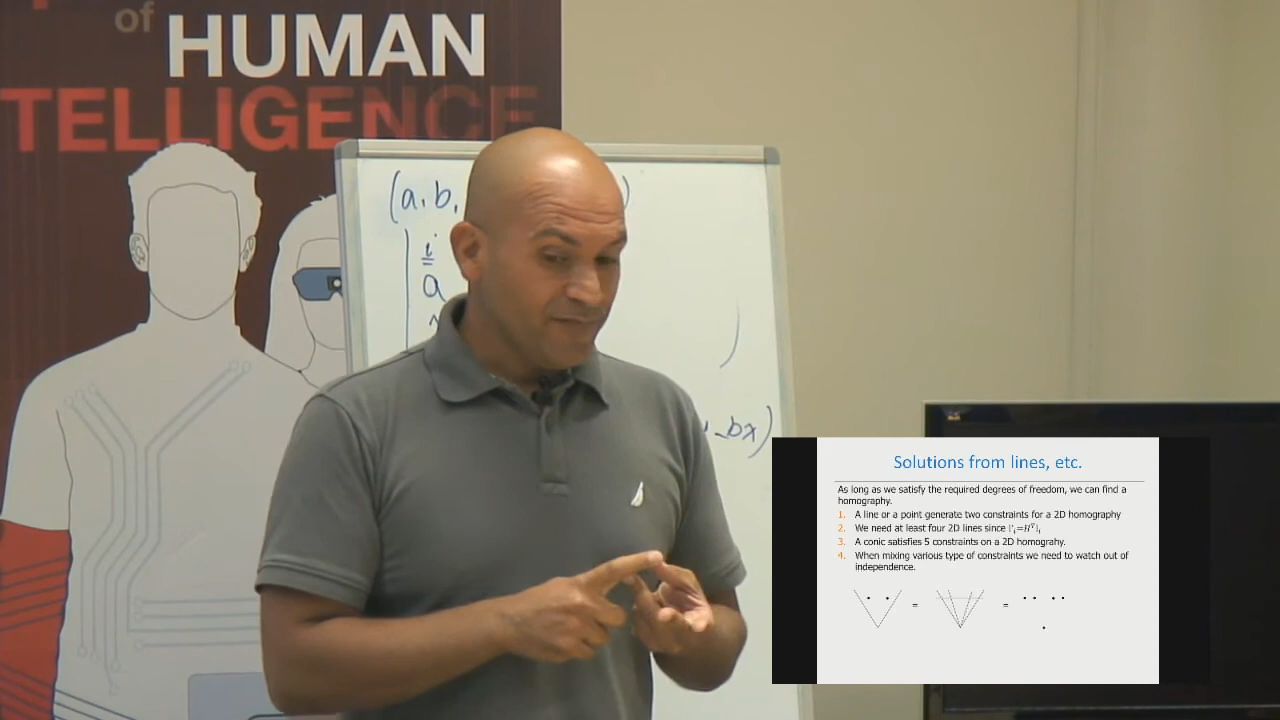 of
HUMAN
TELLIGENCE
(a, b,
)
i
a
, -bx)
Solutions from lines, etc.
As long as we satisfy the required degrees of freedom, we can find a
homography.
1. A line or a point generate two constraints for a 2D homography
2. We need at least four 2D lines since l'ᵢ=Hᵀlᵢ
3. A conic satisfies 5 constraints on a 2D homograhy.
4. When mixing various type of constraints we need to watch out of
independence.
= =